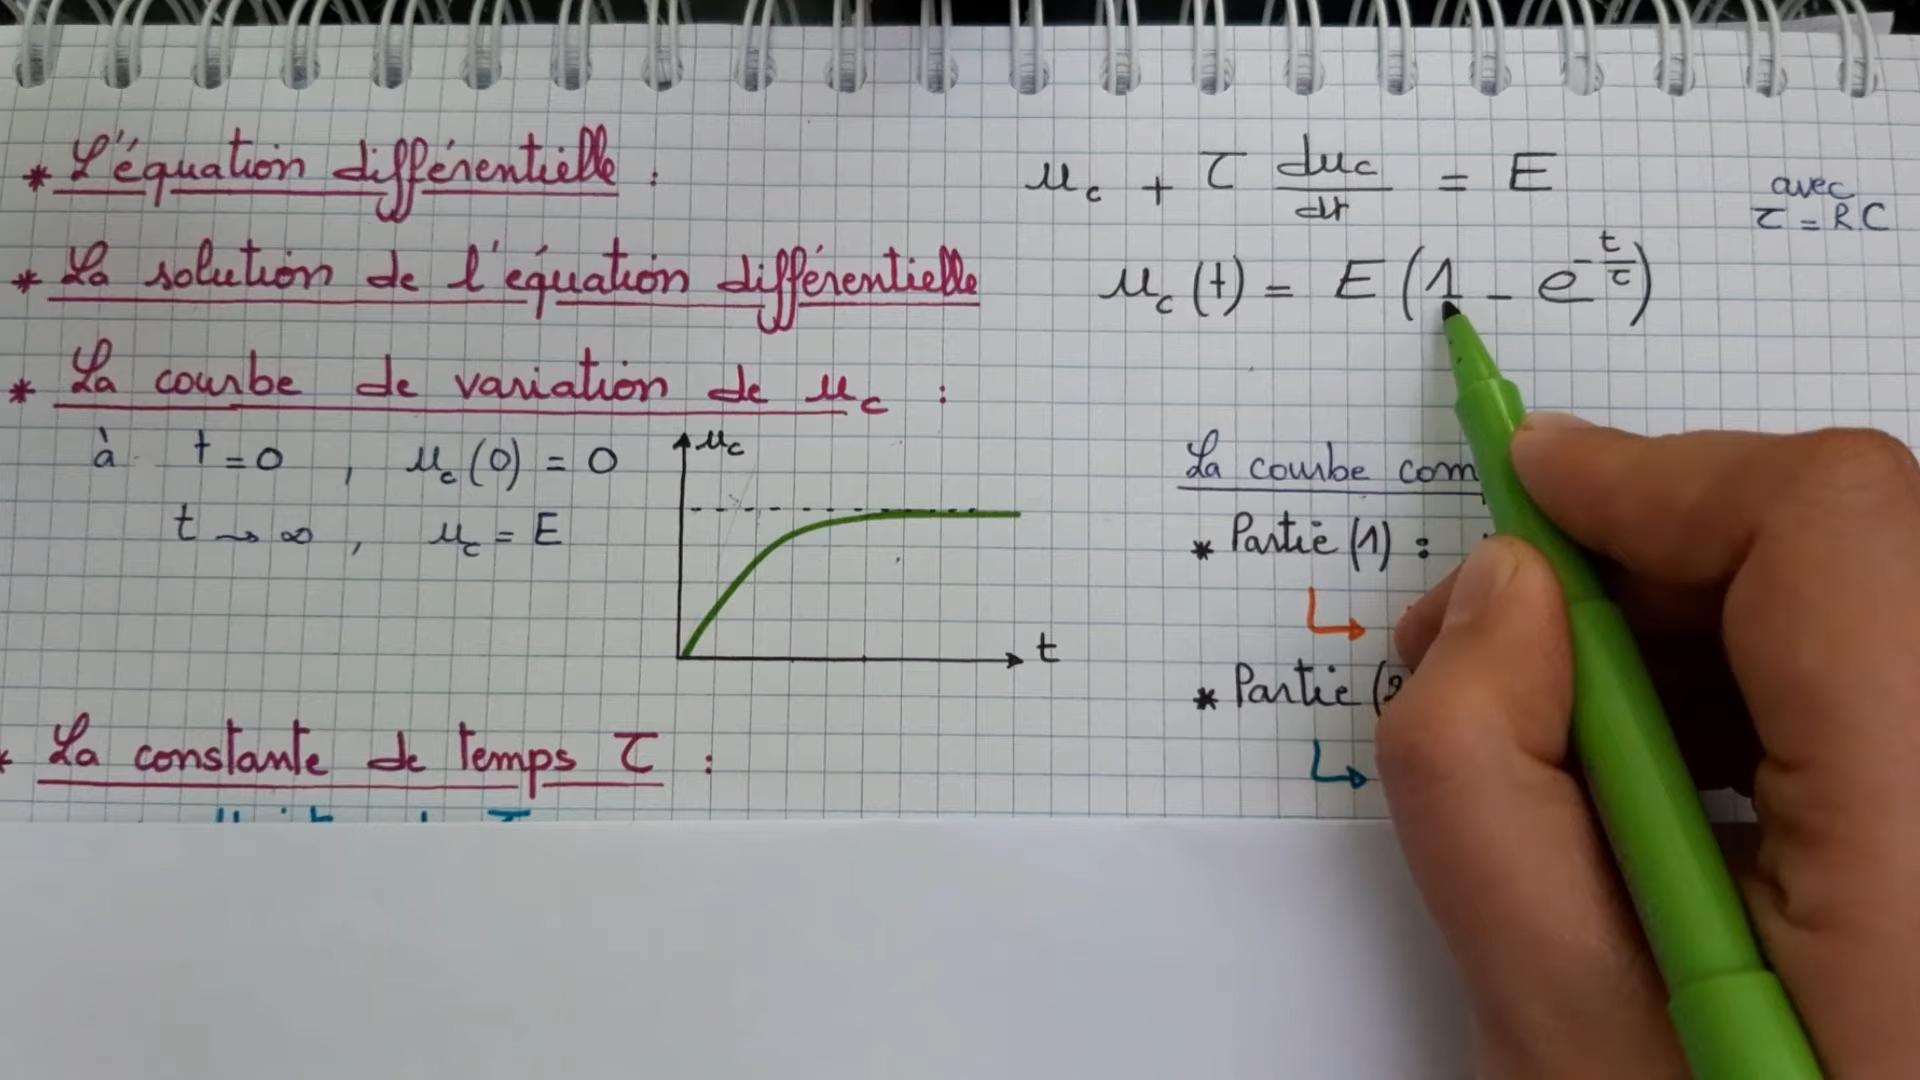 * L'équation différentielle : u_c + τ du_c/dt = E
avec
τ = RC
* La solution de l'équation différentielle u_c(t) = E(1 - e^(-t/τ))
* La courbe de variation de u_c :
à t = 0 , u_c(0) = 0
t → ∞ , u_c = E
u_c
t
La courbe com
* Partie (1) :
* Partie (2
* La constante de temps τ :